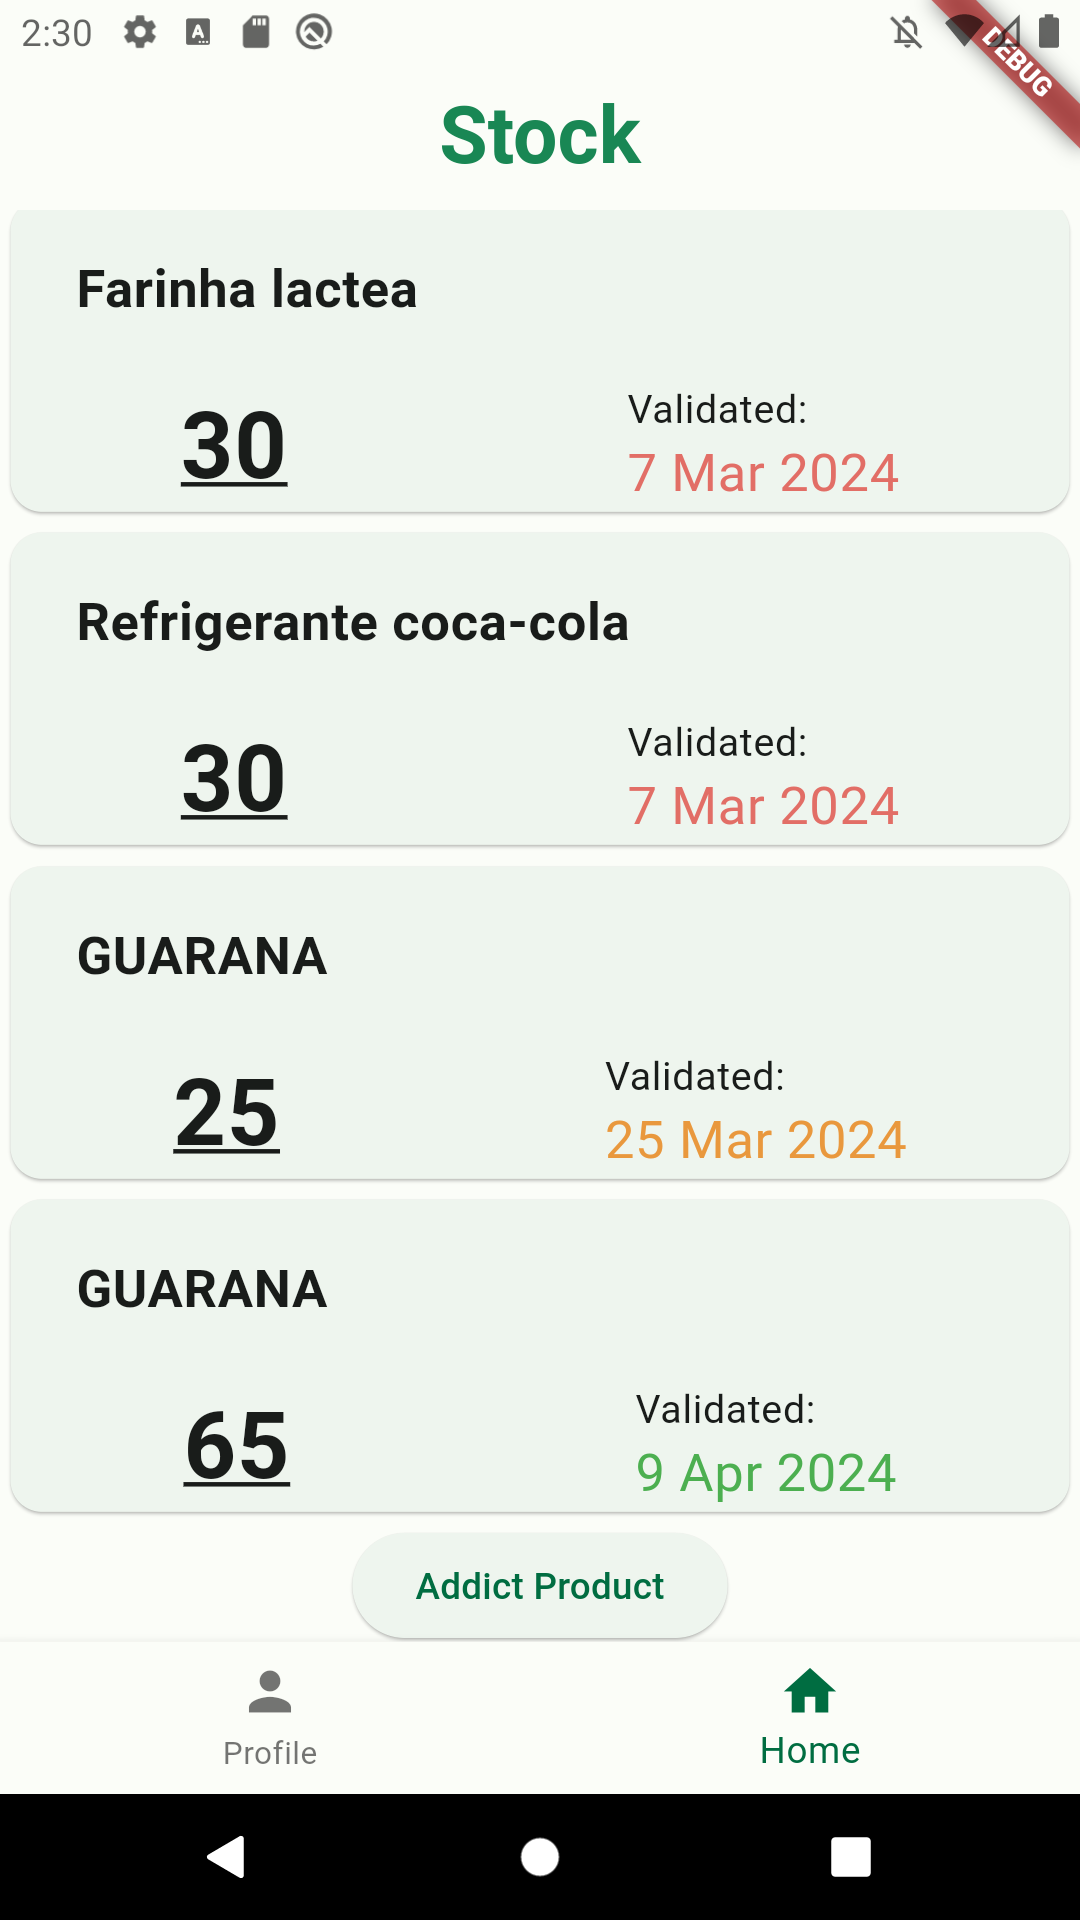 2:30
DEBUG
Stock
Farinha lactea
30
Validated:
7 Mar 2024
Refrigerante coca-cola
30
Validated:
7 Mar 2024
GUARANA
25
Validated:
25 Mar 2024
GUARANA
65
Validated:
9 Apr 2024
Addict Product
Profile
Home